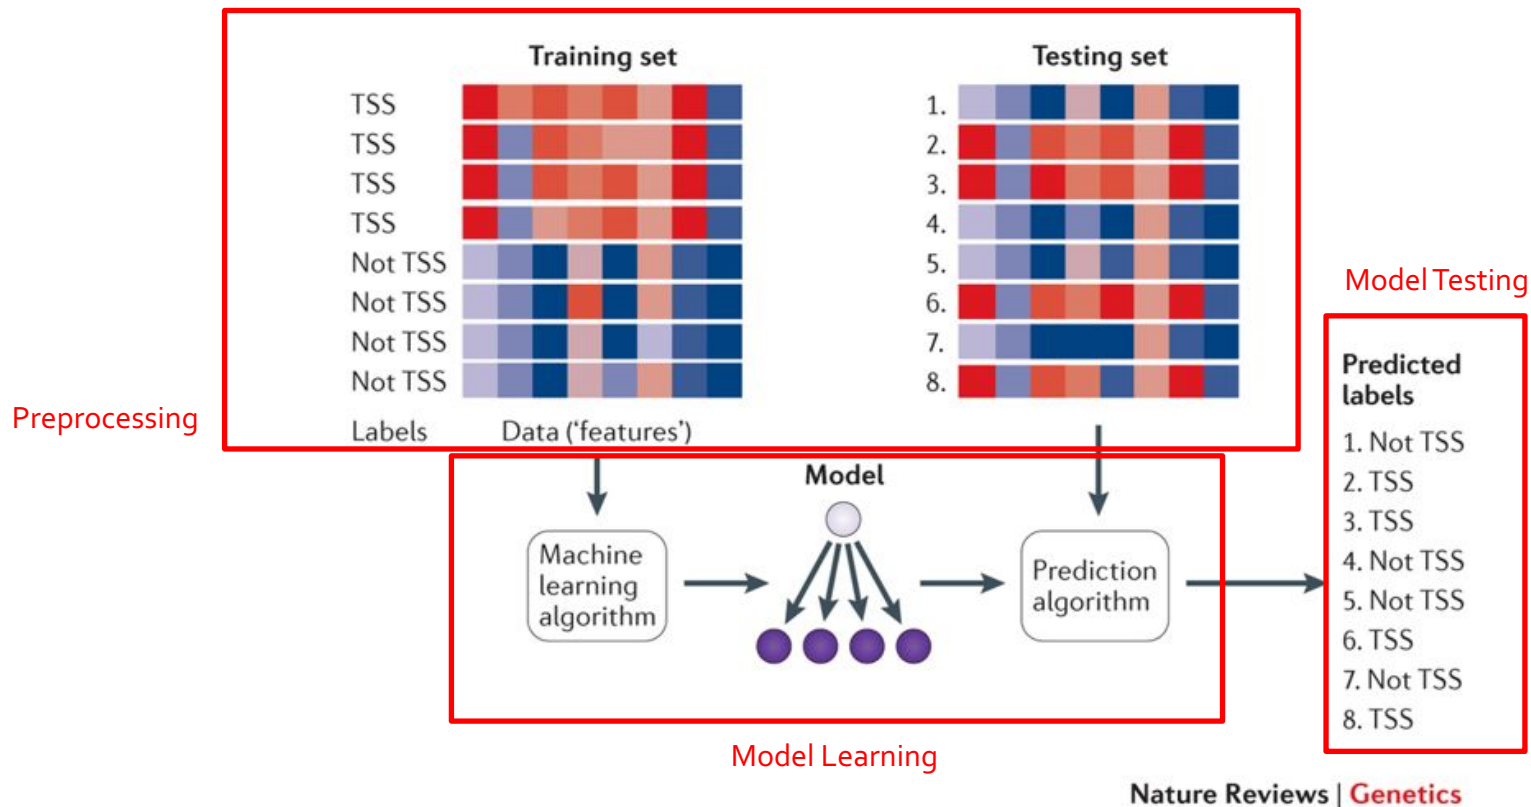 Training set
TSS
TSS
TSS
TSS
Not TSS
Not TSS
Not TSS
Not TSS
Labels
Data (‘features’)
Testing set
1.
2.
3.
4.
5.
6.
7.
8.
Preprocessing
Machine
learning
algorithm
Model
Prediction
algorithm
Model Learning
Model Testing
Predicted
labels
1. Not TSS
2. TSS
3. TSS
4. Not TSS
5. Not TSS
6. TSS
7. Not TSS
8. TSS
Nature Reviews | Genetics